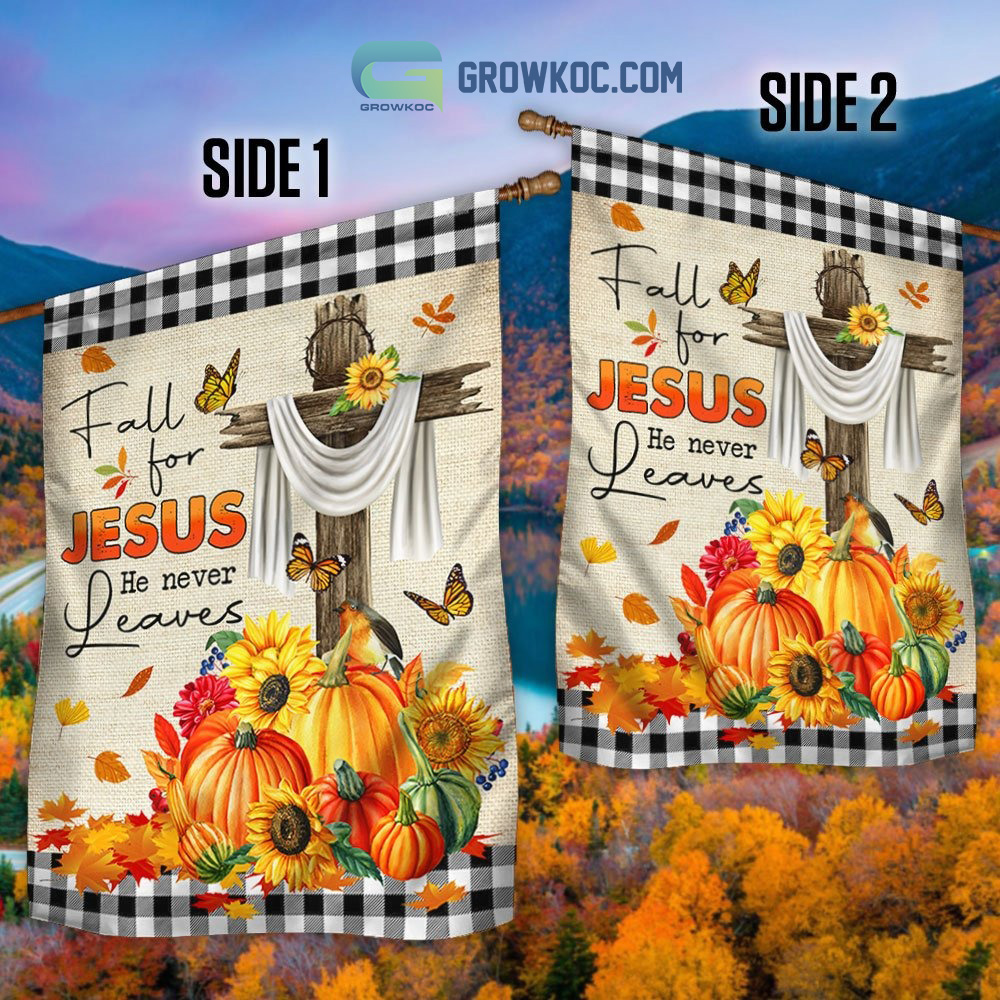 GROWKOC
GROWKOC.COM
SIDE 1
SIDE 2
Fall
for
JESUS
He never
Leaves
Fall
for
JESUS
He never
Leaves